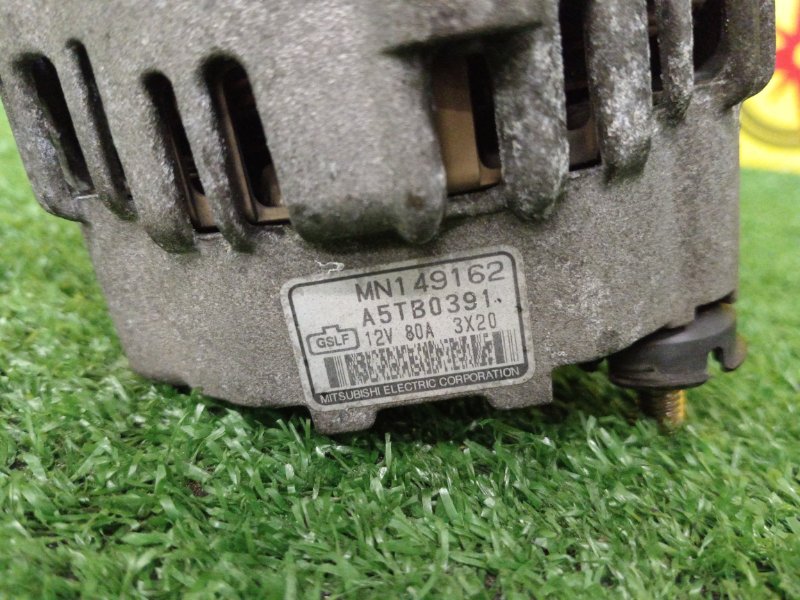 MN149162
A5TB0391
GSLF 12V 80A 3X20
MITSUBISHI ELECTRIC CORPORATION